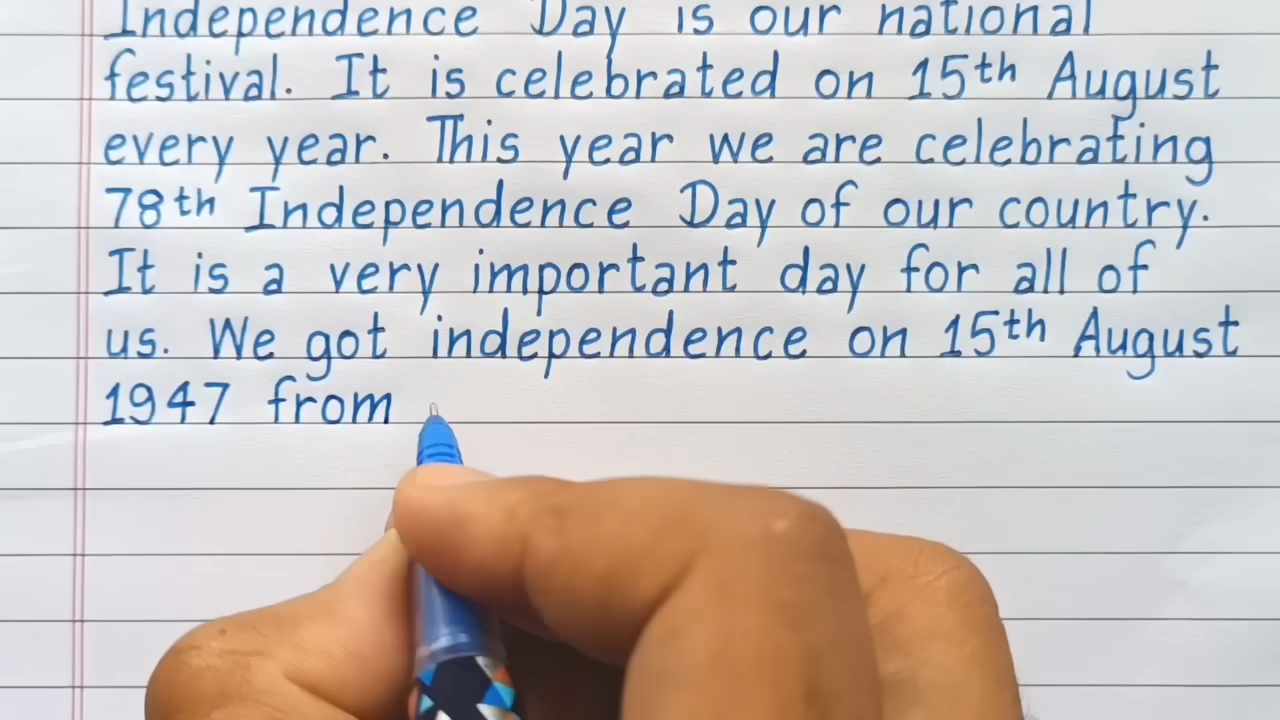 Independence Day is our national
festival. It is celebrated on 15th August
every year. This year we are celebrating
78th Independence Day of our country.
It is a very important day for all of
us. We got independence on 15th August
1947 from